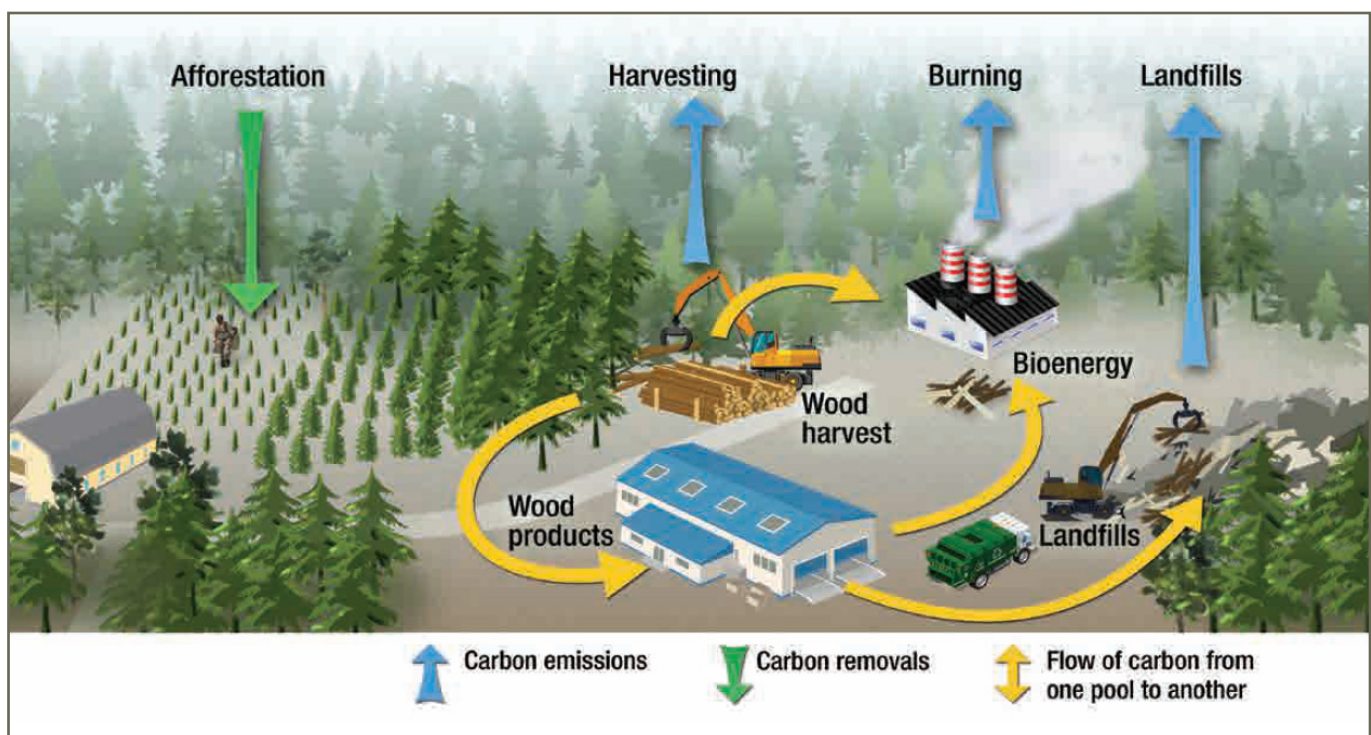 Afforestation
Harvesting
Burning
Landfills
Bioenergy
Wood
harvest
Wood
products
Landfills
Carbon emissions
Carbon removals
Flow of carbon from
one pool to another